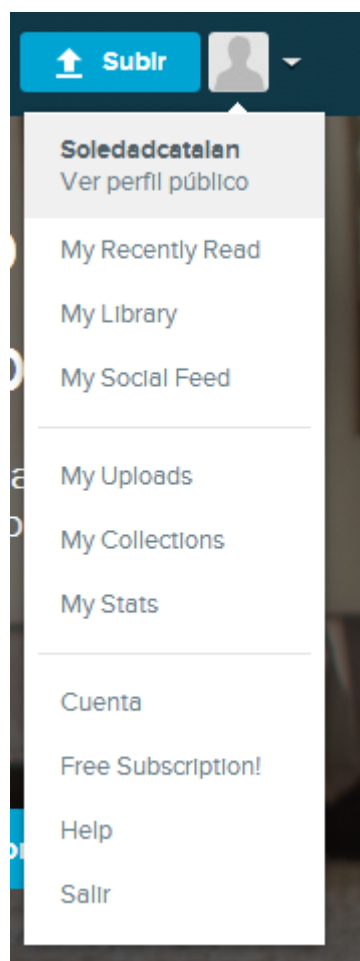 Subir
Soledadcatalan
Ver perfil público
My Recently Read
My Library
My Social Feed
My Uploads
My Collections
My Stats
Cuenta
Free Subscription!
Help
Salir